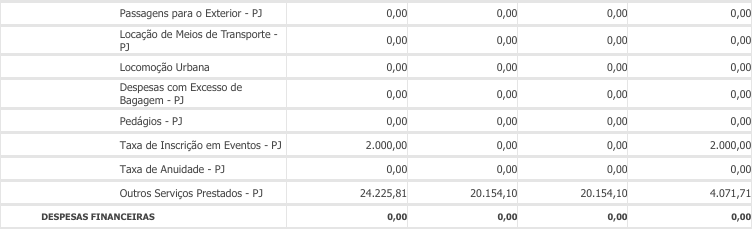 Passagens para o Exterior - PJ 0,00 0,00 0,00 0,00
Locação de Meios de Transporte -
PJ 0,00 0,00 0,00 0,00
Locomoção Urbana 0,00 0,00 0,00 0,00
Despesas com Excesso de
Bagagem - PJ 0,00 0,00 0,00 0,00
Pedágios - PJ 0,00 0,00 0,00 0,00
Taxa de Inscrição em Eventos - PJ 2.000,00 0,00 0,00 2.000,00
Taxa de Anuidade - PJ 0,00 0,00 0,00 0,00
Outros Serviços Prestados - PJ 24.225,81 20.154,10 20.154,10 4.071,71
DESPESAS FINANCEIRAS 0,00 0,00 0,00 0,00